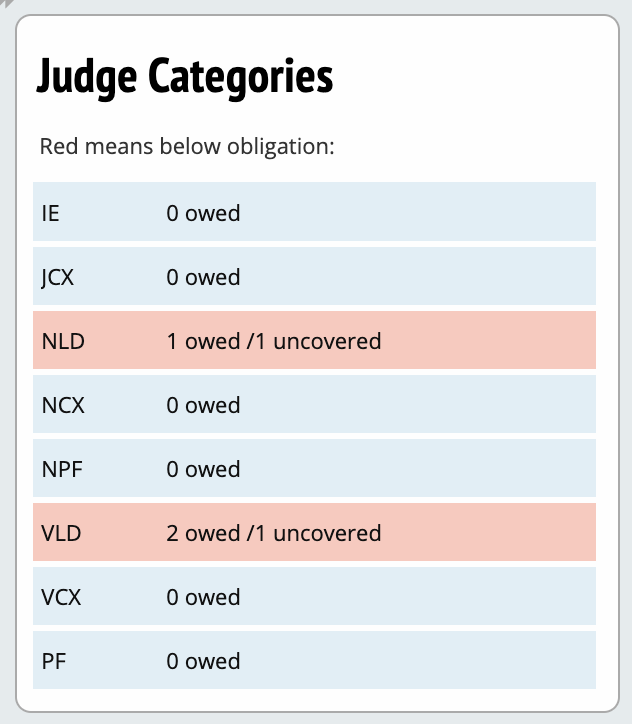 Judge Categories
Red means below obligation:
IE 0 owed
JCX 0 owed
NLD 1 owed /1 uncovered
NCX 0 owed
NPF 0 owed
VLD 2 owed /1 uncovered
VCX 0 owed
PF 0 owed